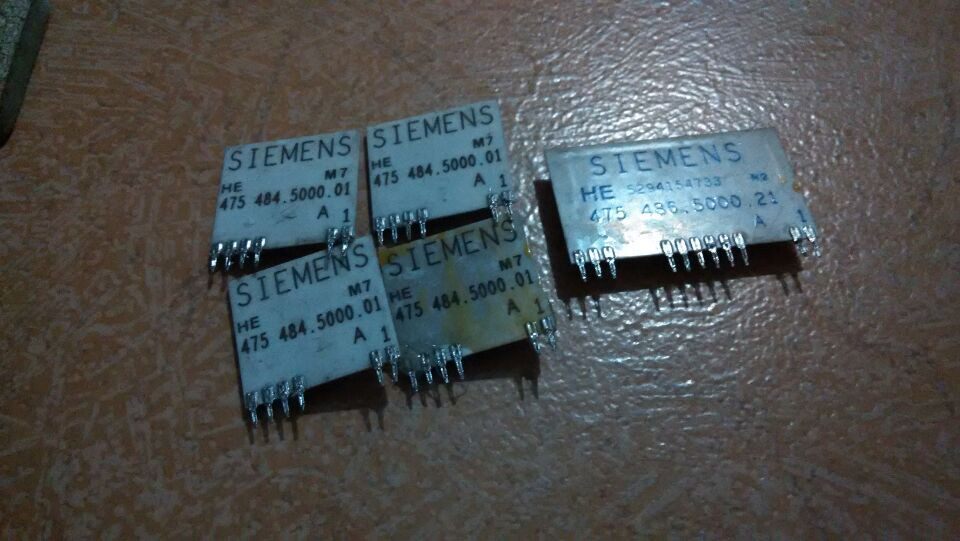 SIEMENS
M7
HE
475 484.5000.01
A 1
SIEMENS
M7
HE
475 484.5000.01
A 1
SIEMENS
HE 5294154733 M2
475 486.5000.21
A 1
SIEMENS
M7
HE
475 484.5000.01
A 1
SIEMENS
M7
HE
475 484.5000.01
A 1